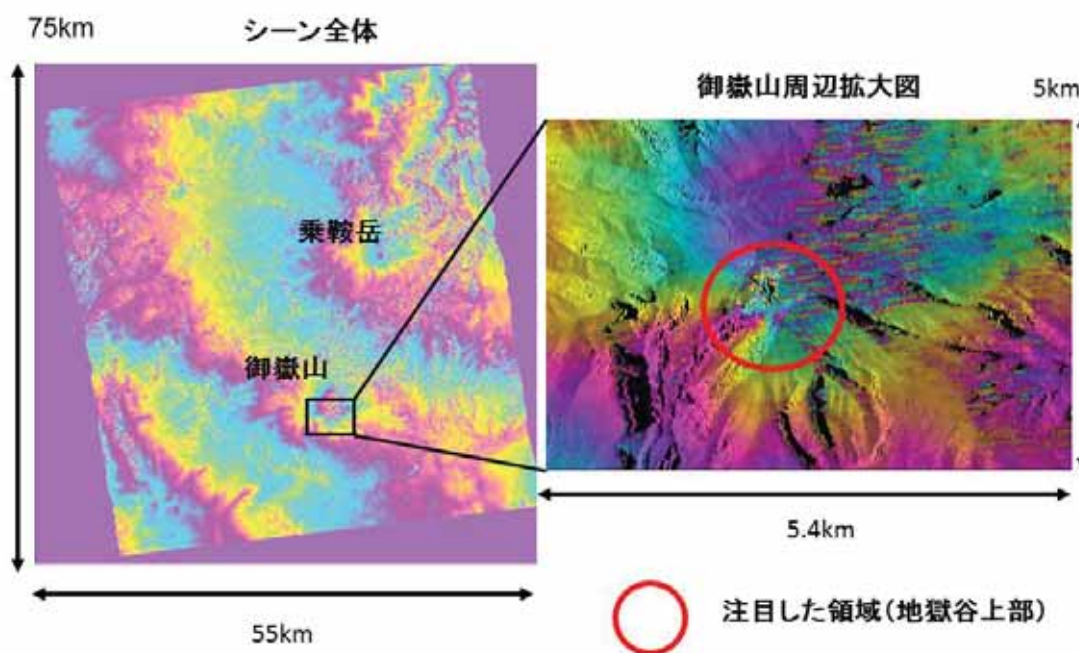 75km
シーン全体
御嶽山周辺拡大図
5km
乗鞍岳
御嶽山
5.4km
注目した領域(地獄谷上部)
55km